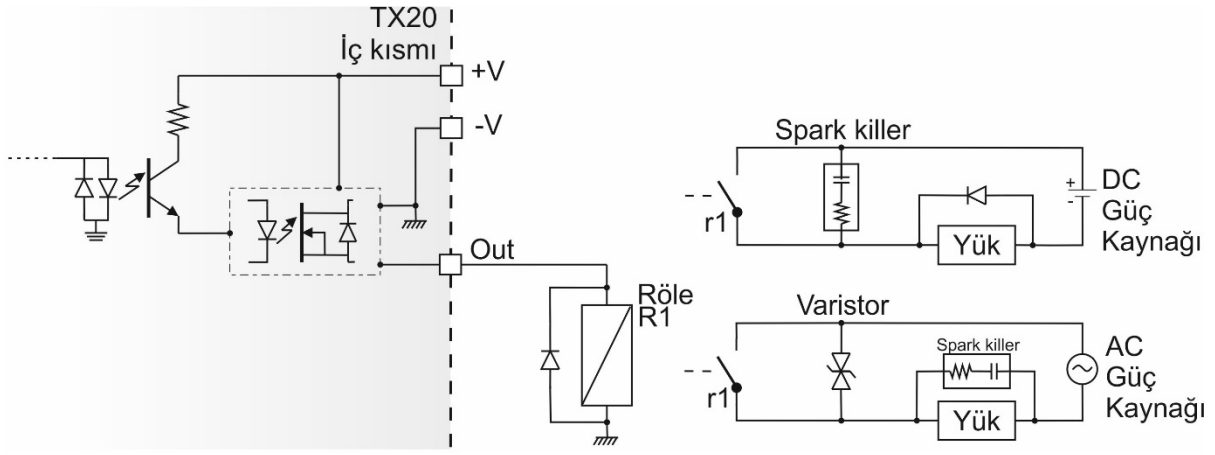 TX20
İç kısmı
+V
-V
Out
Röle
R1
Spark killer
r1
+
-
DC
Güç
Kaynağı
Yük
Varistor
r1
Spark killer
Yük
AC
Güç
Kaynağı